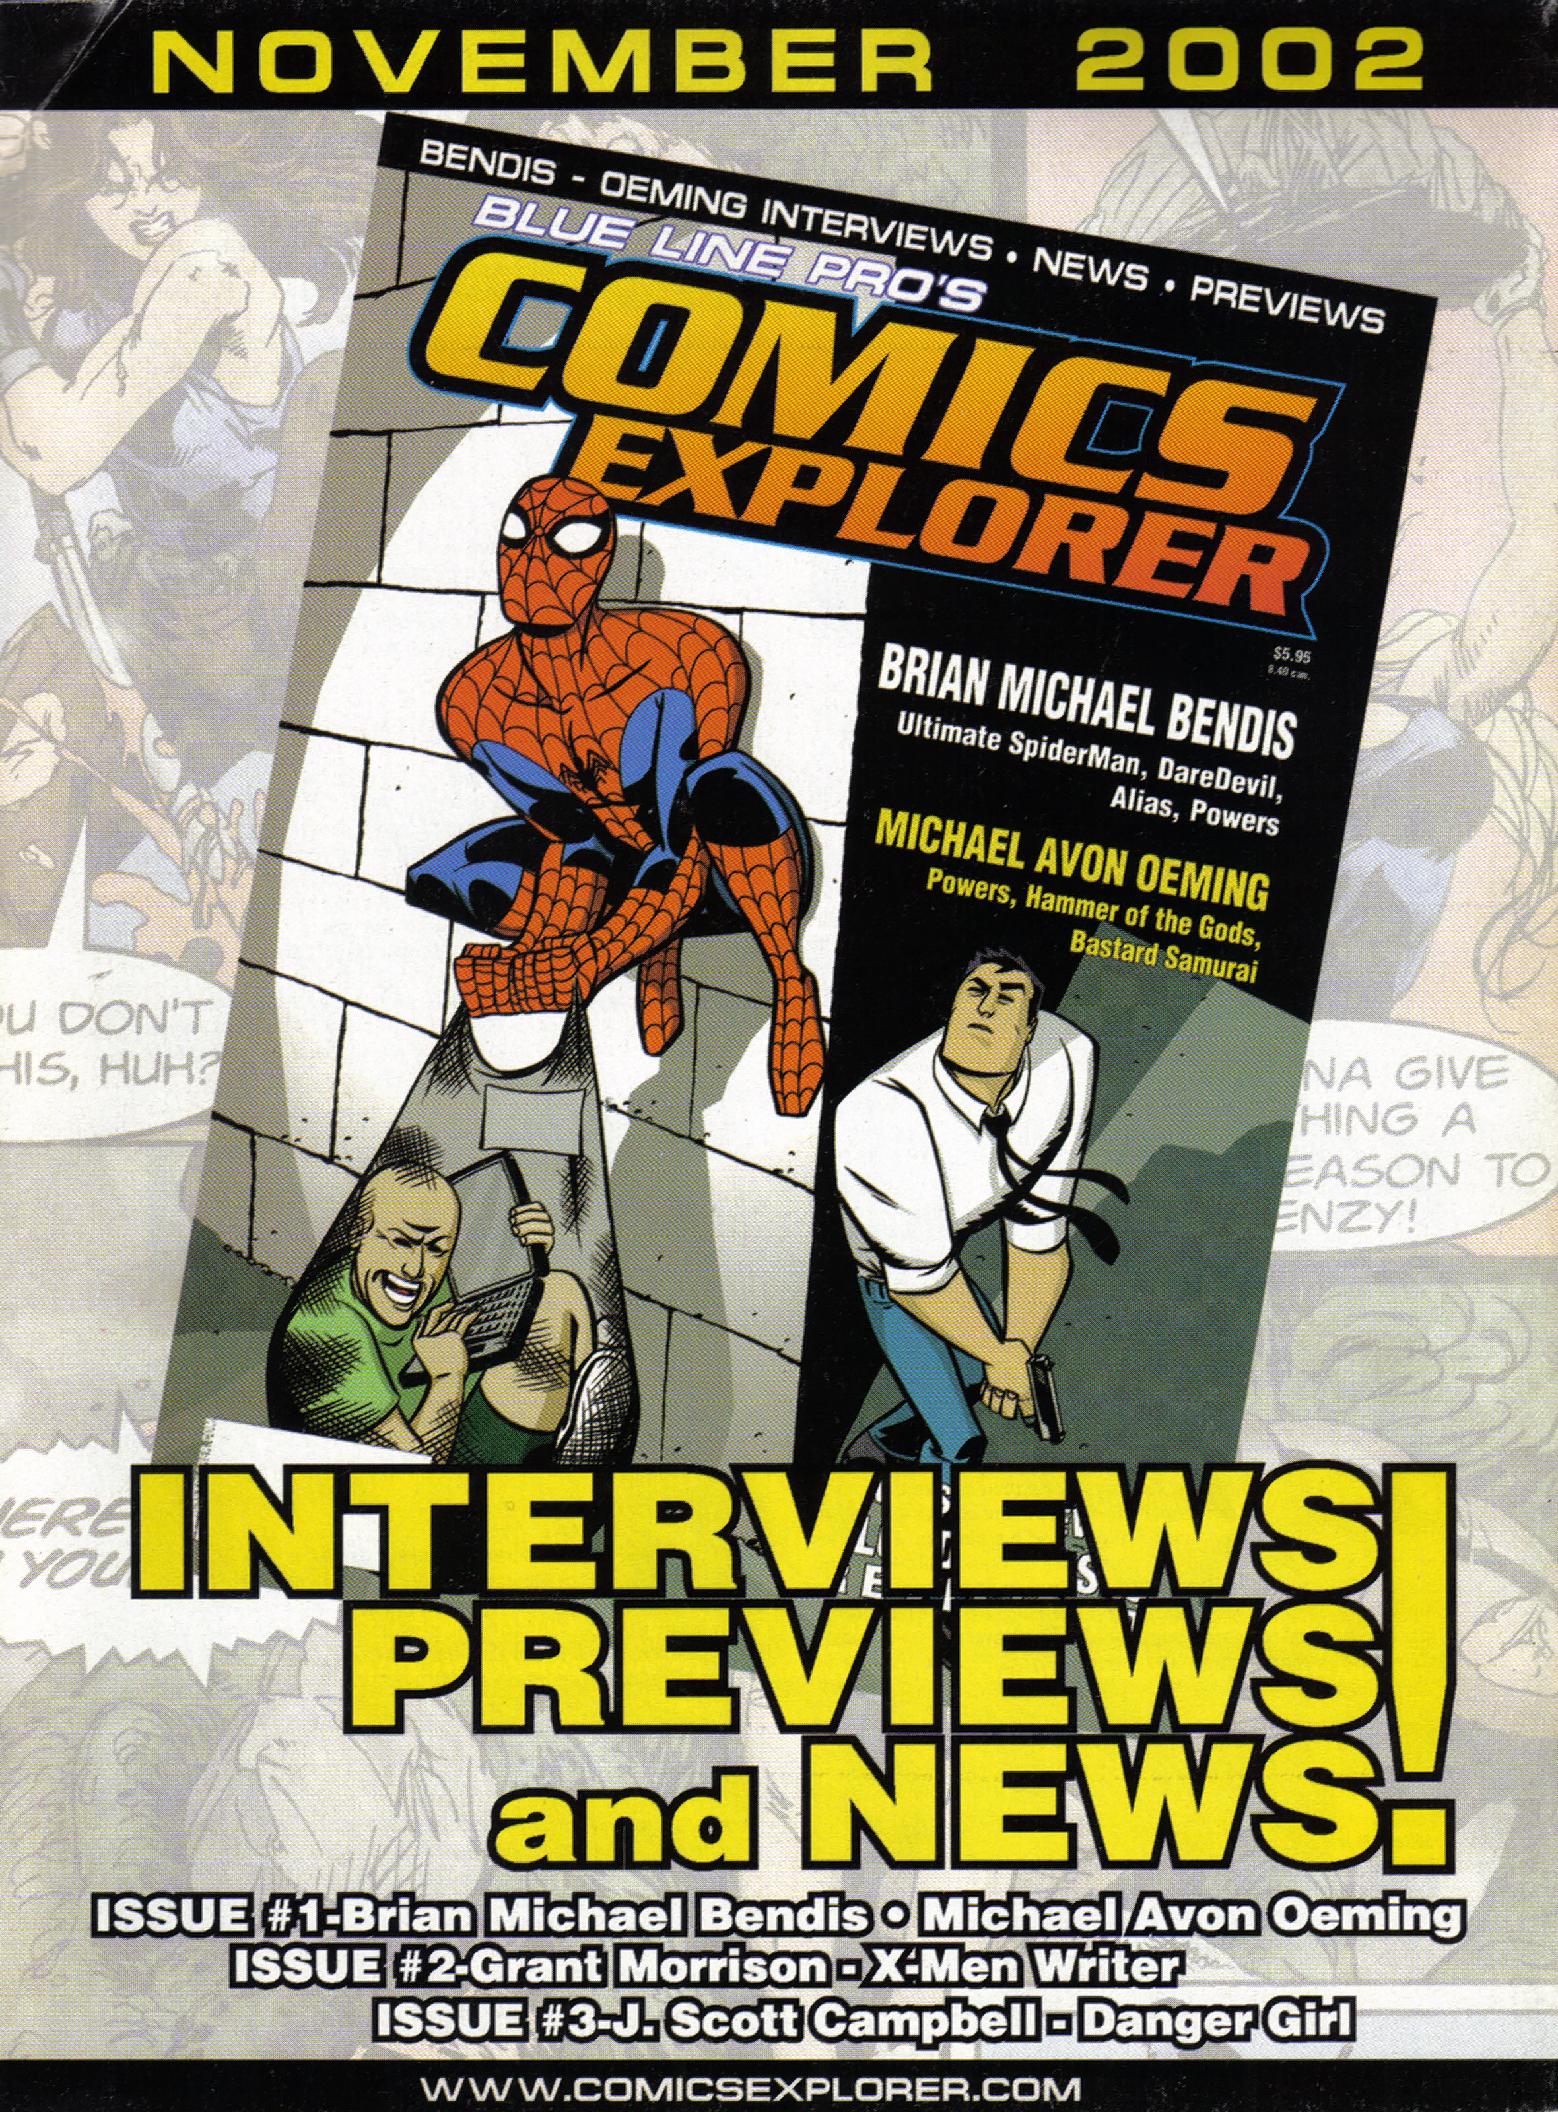 NOVEMBER 2002
BENDIS - OEMING INTERVIEWS • NEWS • PREVIEWS
BLUE LINE PRO'S
COMICS
EXPLORER
$5.95
BRIAN MICHAEL BENDIS
Ultimate SpiderMan, DareDevil,
Alias, Powers
MICHAEL AVON OEMING
Powers, Hammer of the Gods,
Bastard Samurai
U DON'T
HIS, HUH?
NA GIVE
HING A
EASON TO
ENZY!
ERE
YOU
INTERVIEWS
PREVIEWS
and NEWS!
ISSUE #1-Brian Michael Bendis • Michael Avon Oeming
ISSUE #2-Grant Morrison - X-Men Writer
ISSUE #3-J. Scott Campbell - Danger Girl
WWW.COMICSEXPLORER.COM